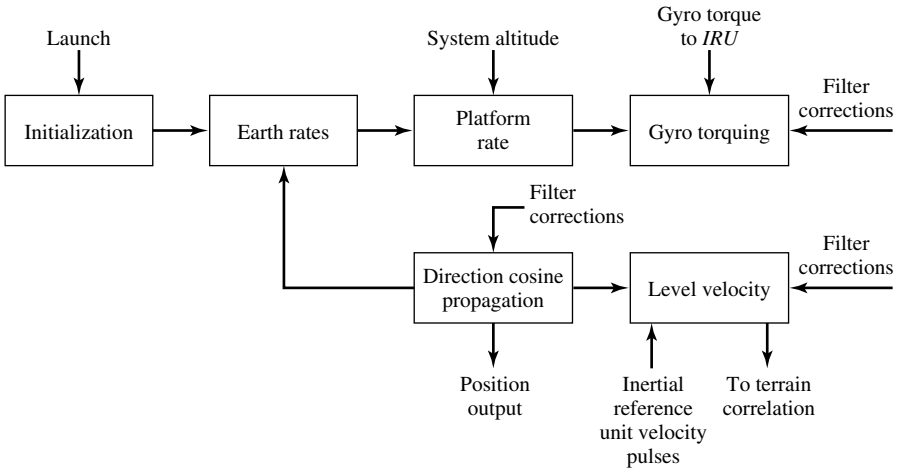 Launch
System altitude
Gyro torque
to IRU
Filter
corrections
Initialization
Earth rates
Platform
rate
Gyro torquing
Filter
corrections
Filter
corrections
Direction cosine
propagation
Level velocity
Position
output
Inertial
reference
unit velocity
pulses
To terrain
correlation